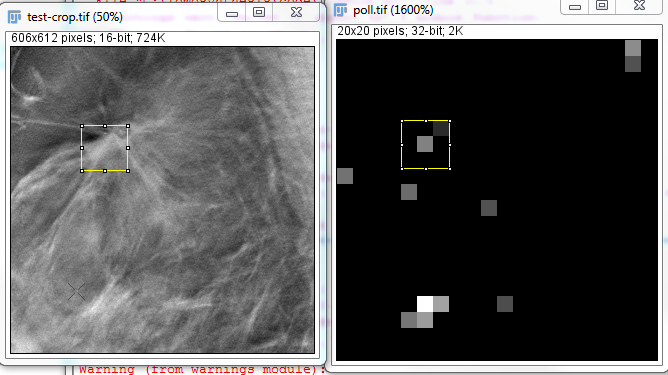 test-crop.tif (50%)
606x612 pixels; 16-bit; 724K
poll.tif (1600%)
20x20 pixels; 32-bit; 2K
Warning (from warnings module):